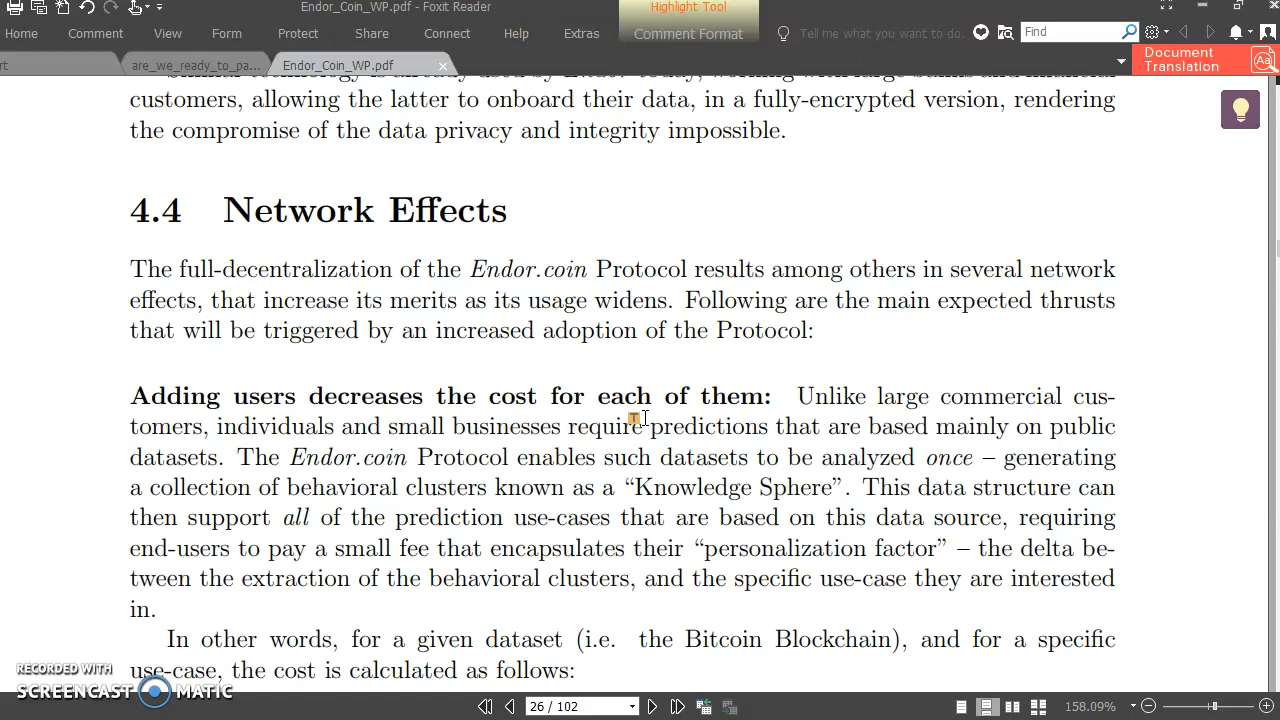 Endor_Coin_WP.pdf - Foxit Reader
Highlight Tool
Home Comment View Form Protect Share Connect Help Extras Comment Format Tell me what you want to do. Find
are_we_ready_to_pa... Endor_Coin_WP.pdf
Document
Translation
customers, allowing the latter to onboard their data, in a fully-encrypted version, rendering
the compromise of the data privacy and integrity impossible.
4.4 Network Effects
The full-decentralization of the Endor.coin Protocol results among others in several network
effects, that increase its merits as its usage widens. Following are the main expected thrusts
that will be triggered by an increased adoption of the Protocol:
Adding users decreases the cost for each of them: Unlike large commercial cus-
tomers, individuals and small businesses require predictions that are based mainly on public
datasets. The Endor.coin Protocol enables such datasets to be analyzed once – generating
a collection of behavioral clusters known as a “Knowledge Sphere”. This data structure can
then support all of the prediction use-cases that are based on this data source, requiring
end-users to pay a small fee that encapsulates their “personalization factor” – the delta be-
tween the extraction of the behavioral clusters, and the specific use-case they are interested
in.
In other words, for a given dataset (i.e. the Bitcoin Blockchain), and for a specific
use-case, the cost is calculated as follows:
RECORDED WITH
SCREENCAST MATIC
26 / 102
158.09%